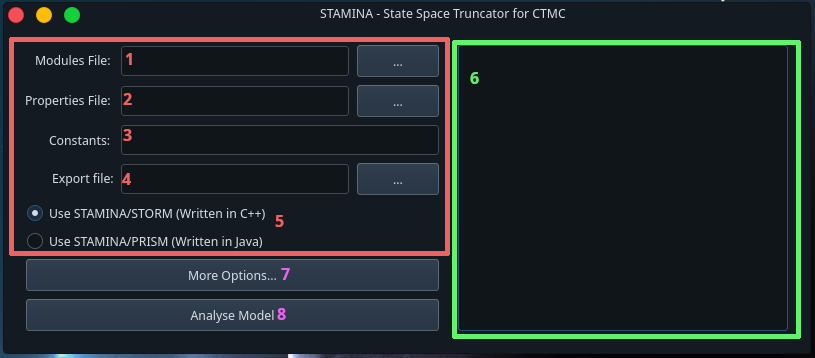 STAMINA - State Space Truncator for CTMC
Modules File: 1 ...
6
Properties File: 2 ...
Constants: 3
Export file: 4 ...
Use STAMINA/STORM (Written in C++)
5
Use STAMINA/PRISM (Written in Java)
More Options... 7
Analyse Model 8